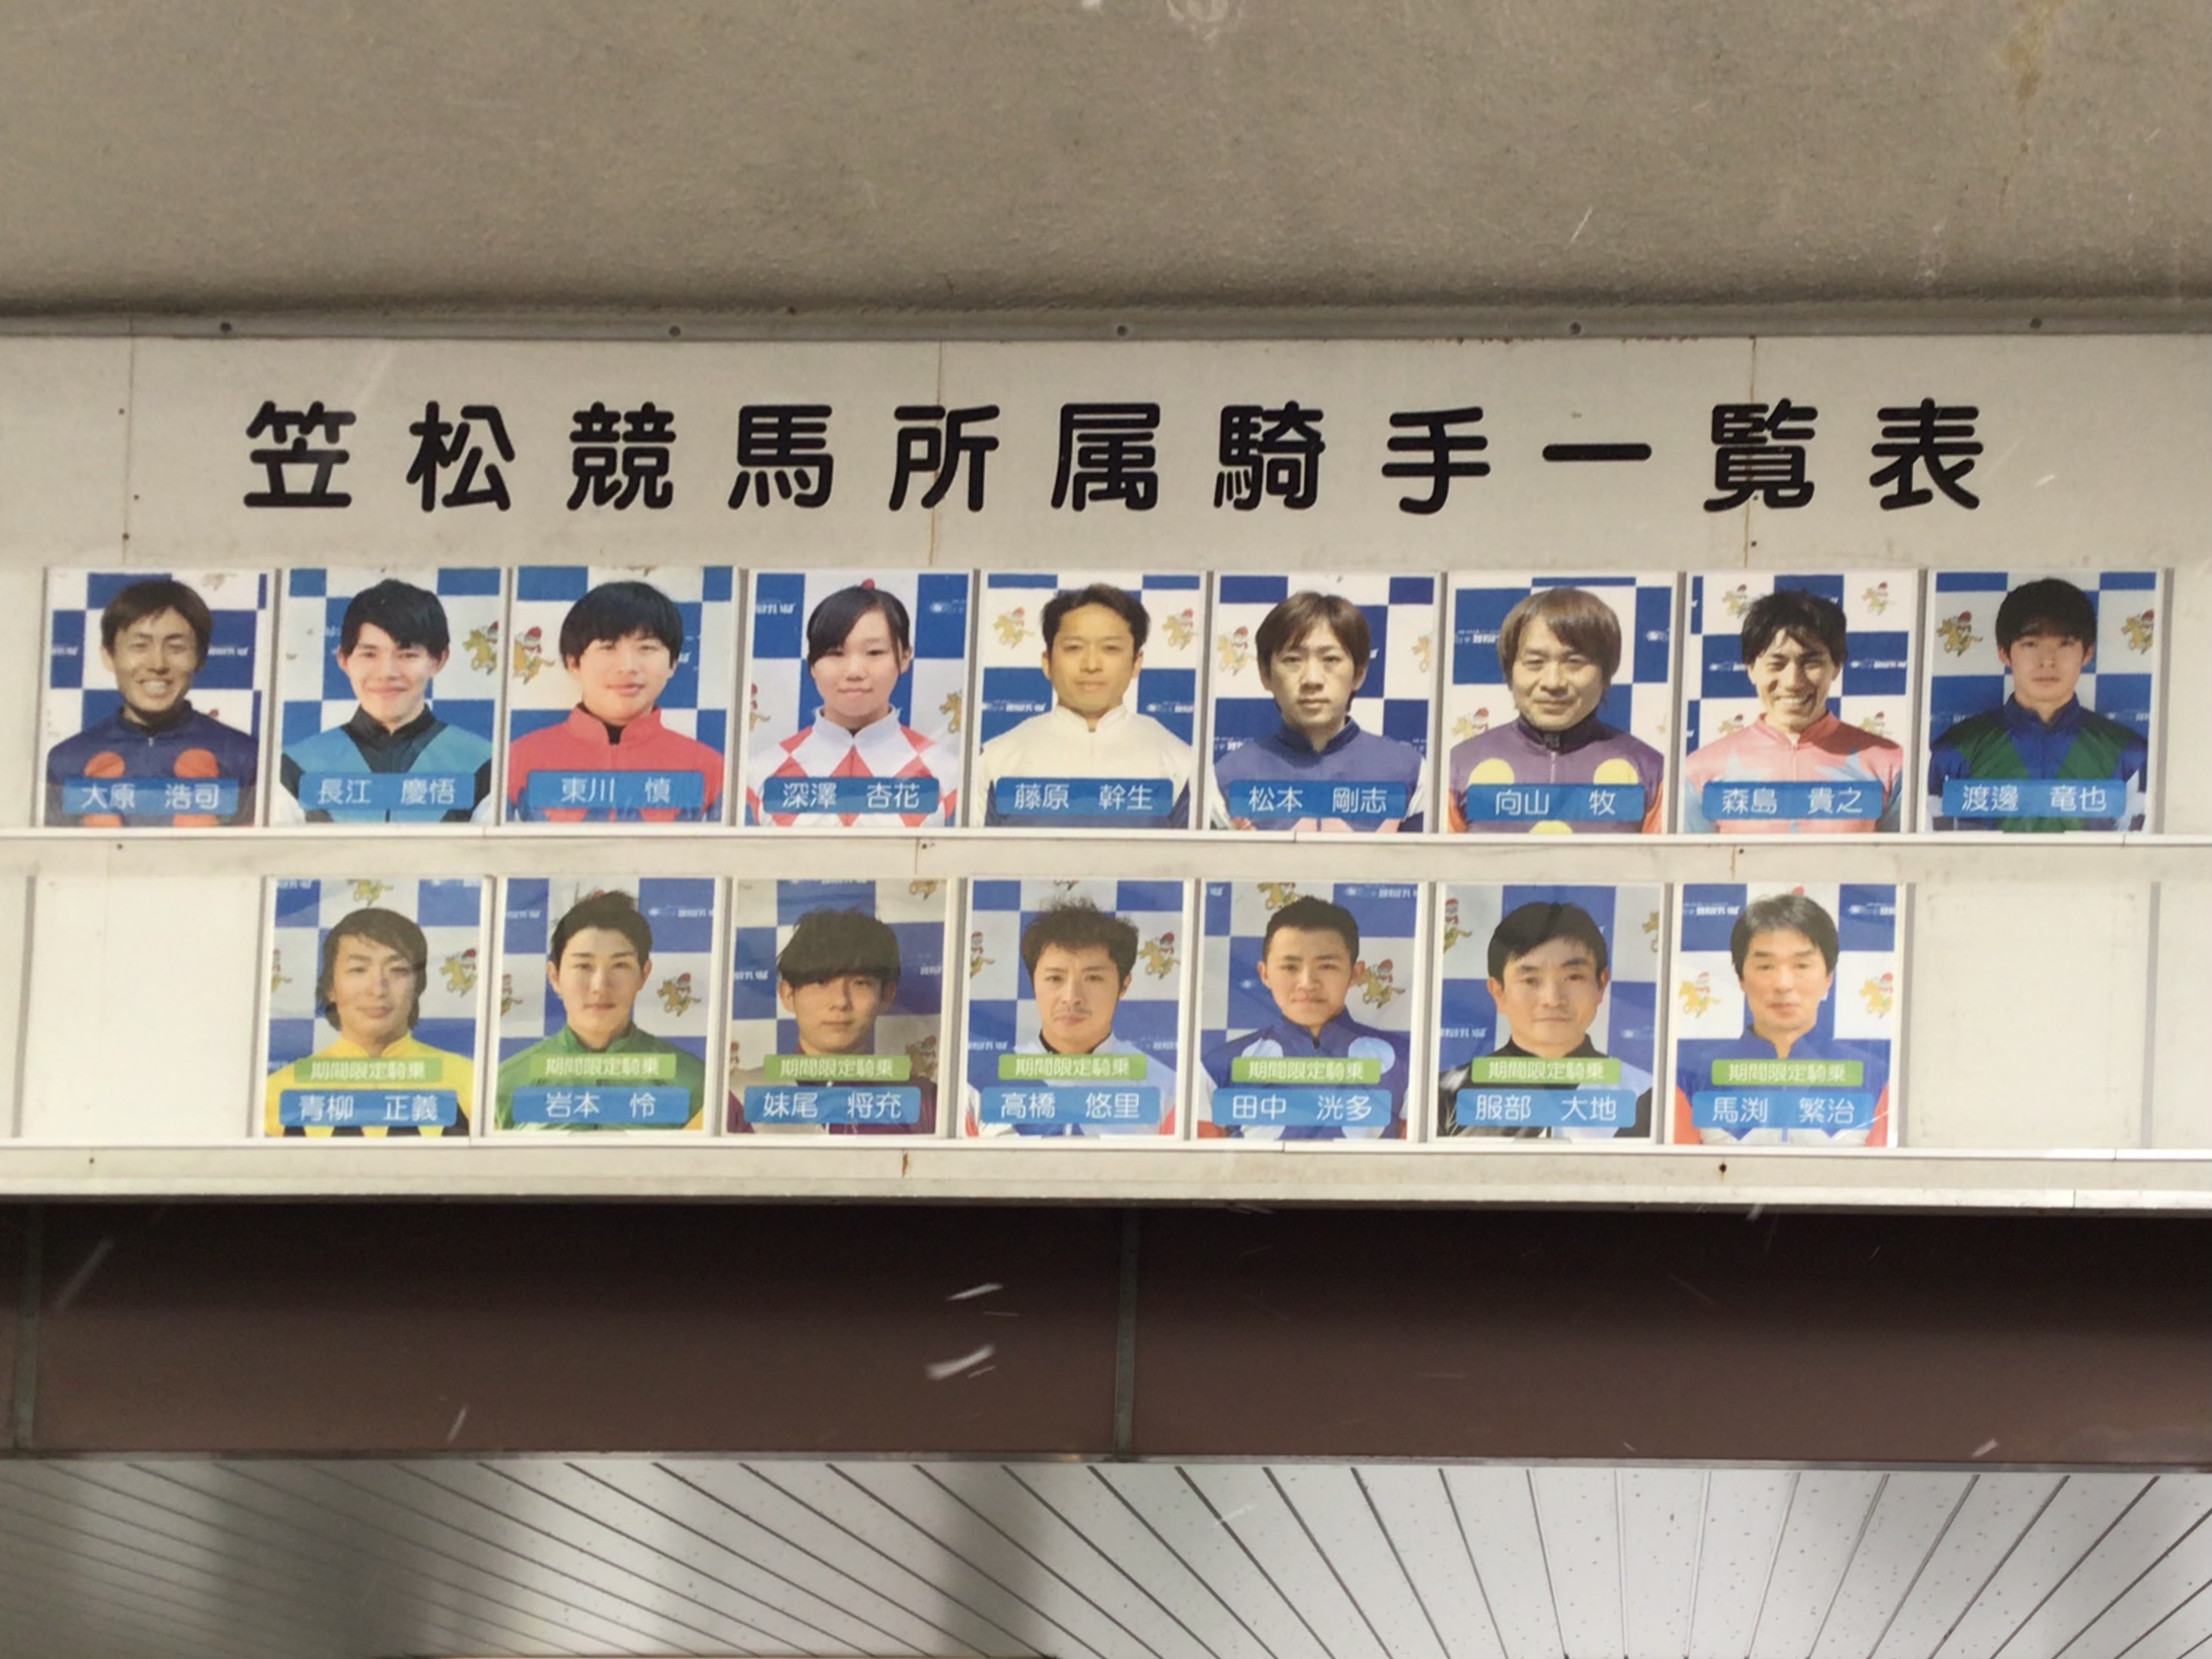 笠松競馬所属騎手一覧表
大原 浩司
長江 慶悟
東川 慎
深澤 杏花
藤原 幹生
松本 剛志
向山 牧
森島 貴之
渡邊 竜也
期間限定騎乗
青柳 正義
期間限定騎乗
岩本 怜
期間限定騎乗
妹尾 将充
期間限定騎乗
高橋 悠里
期間限定騎乗
田中 洸多
期間限定騎乗
服部 大地
期間限定騎乗
馬渕 繁治